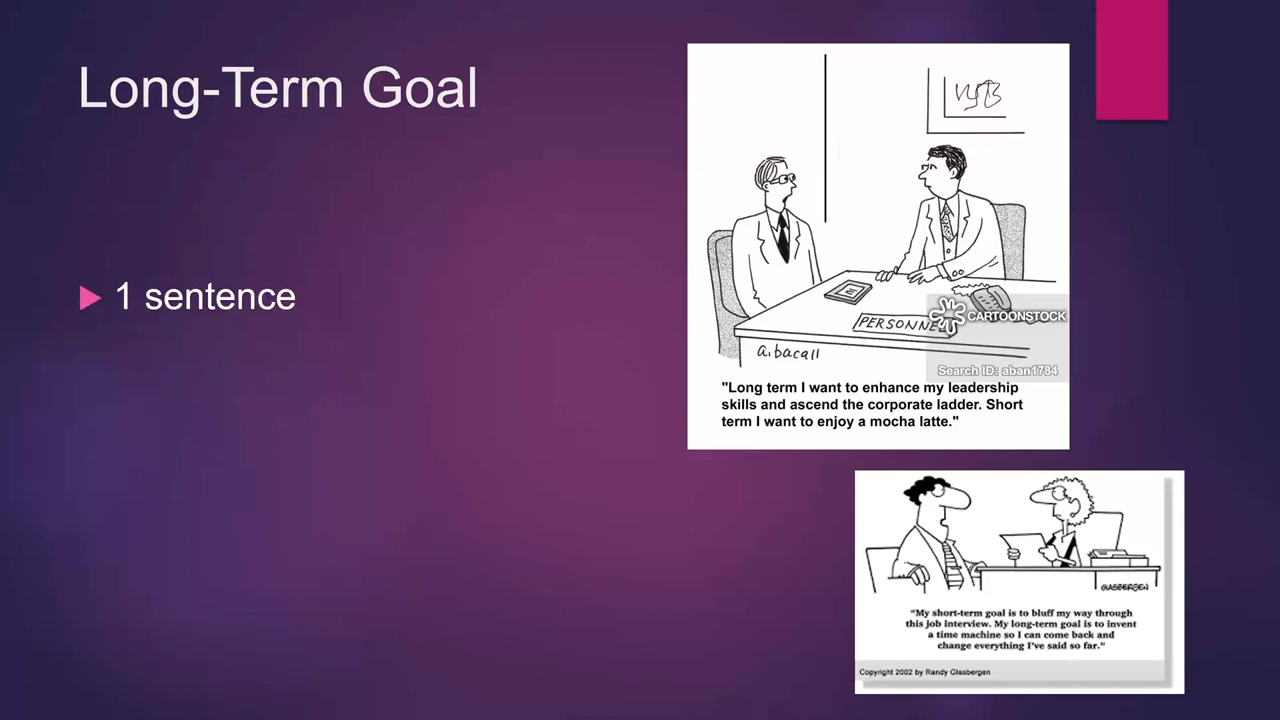 Long-Term Goal
1 sentence
PERSONNEL
CARTOONSTOCK
a.bacall
Search ID: aban1784
"Long term I want to enhance my leadership
skills and ascend the corporate ladder. Short
term I want to enjoy a mocha latte."
GLASBERGEN
“My short-term goal is to bluff my way through
this job interview. My long-term goal is to invent
a time machine so I can come back and
change everything I’ve said so far.”
Copyright 2002 by Randy Glasbergen